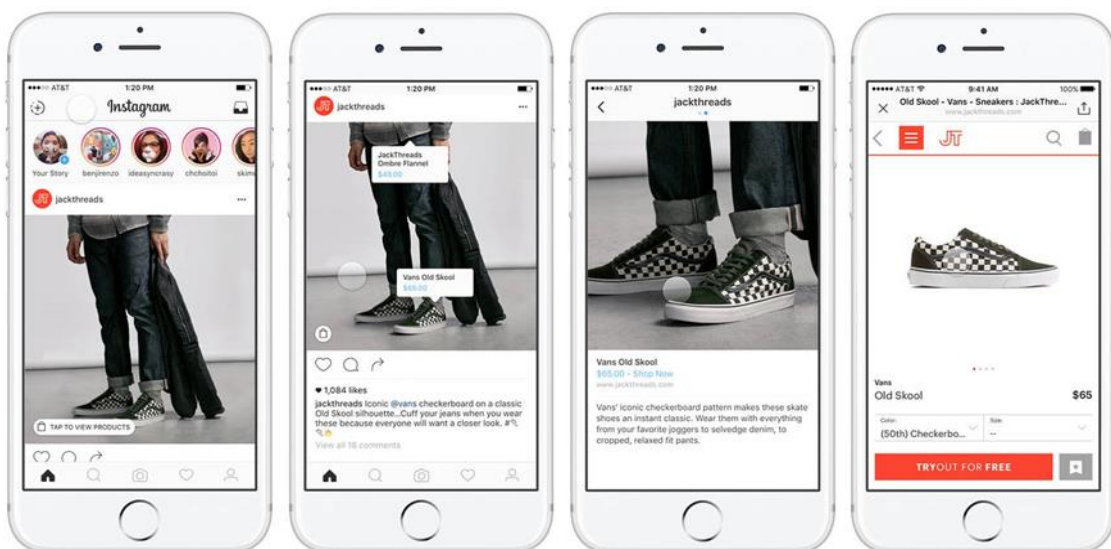 AT&T 1:20 PM
Instagram
Your Story benjirenzo ideasyncrasy chchoitoi
JT jackthreads
TAP TO VIEW PRODUCTS
AT&T 1:20 PM
JT jackthreads
JackThreads
Ombre Flannel
$49.00
Vans Old Skool
$65.00
1,084 likes
jackthreads Iconic @vans checkerboard on a classic
Old Skool silhouette...Cuff your jeans when you wear
these because everyone will want a closer look. #
View all 18 comments
AT&T 1:20 PM
jackthreads
Vans Old Skool
$65.00 - Shop Now
www.jackthreads.com
Vans' iconic checkerboard pattern makes these skate
shoes an instant classic. Wear them with everything
from your favorite joggers to selvedge denim, to
cropped, relaxed fit pants.
AT&T 9:41 AM 100%
Old Skool - Vans - Sneakers : JackThre...
www.jackthreads.com
JT
Vans
Old Skool $65
Color: Size:
(50th) Checkerbo... --
TRYOUT FOR FREE